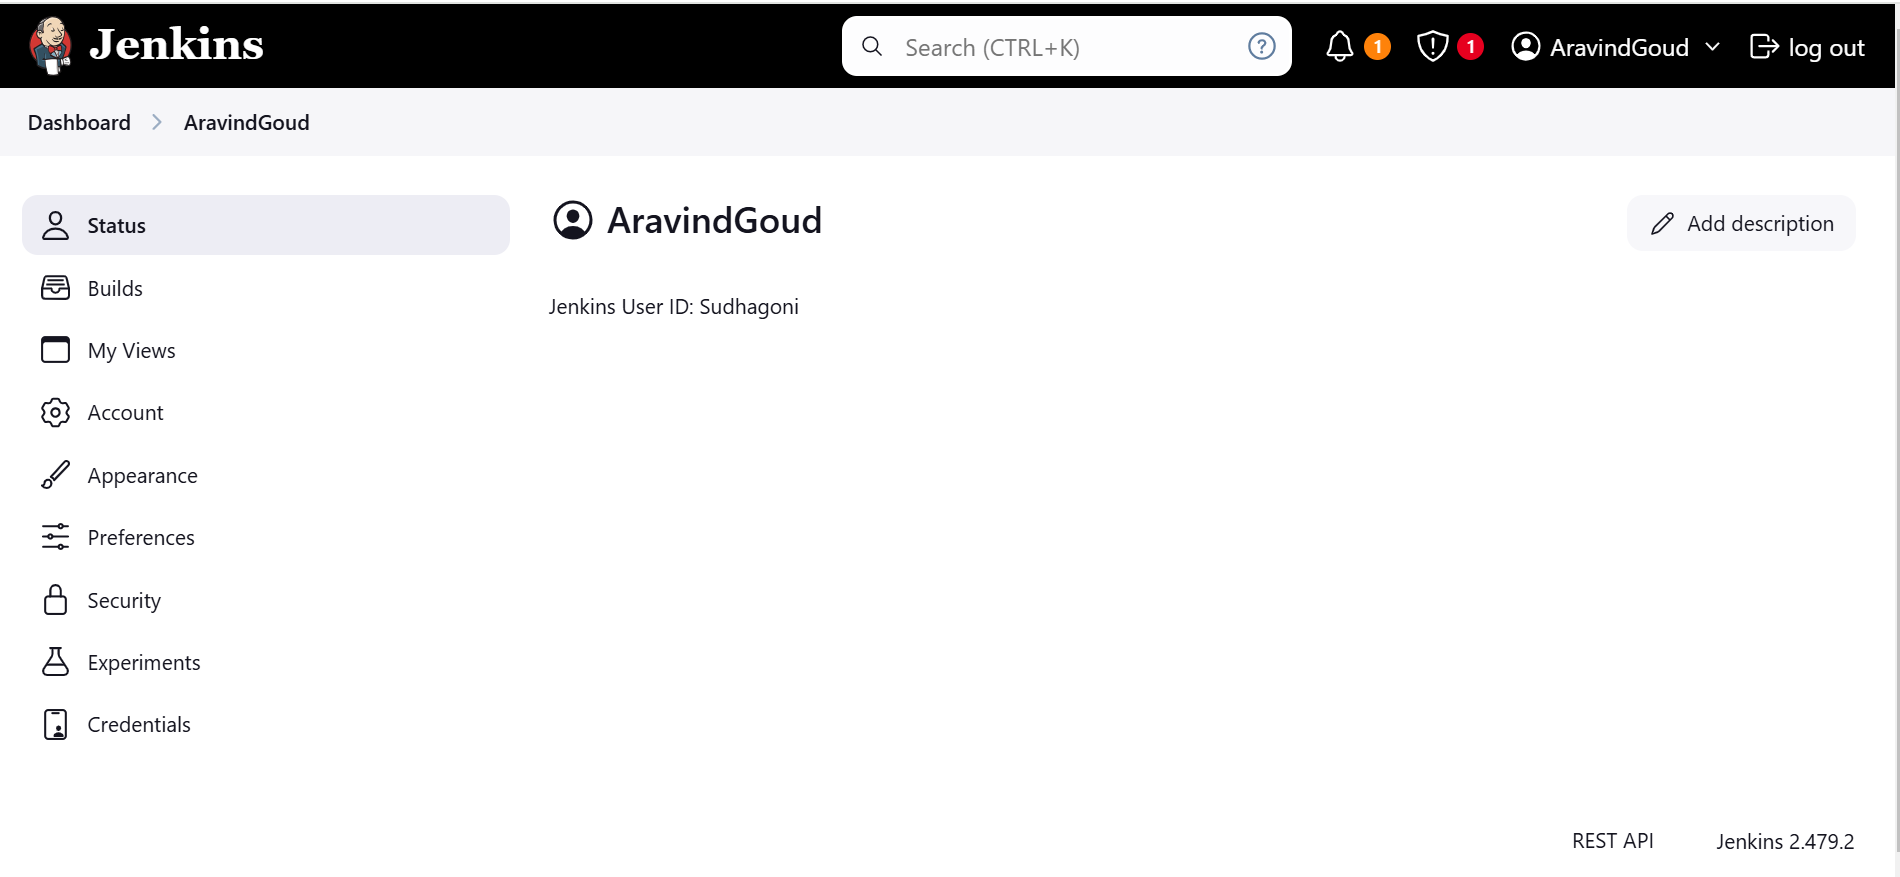 Jenkins
Search (CTRL+K)
?
1
1
AravindGoud
log out
Dashboard
AravindGoud
Status
Builds
My Views
Account
Appearance
Preferences
Security
Experiments
Credentials
AravindGoud
Add description
Jenkins User ID: Sudhagoni
REST API
Jenkins 2.479.2